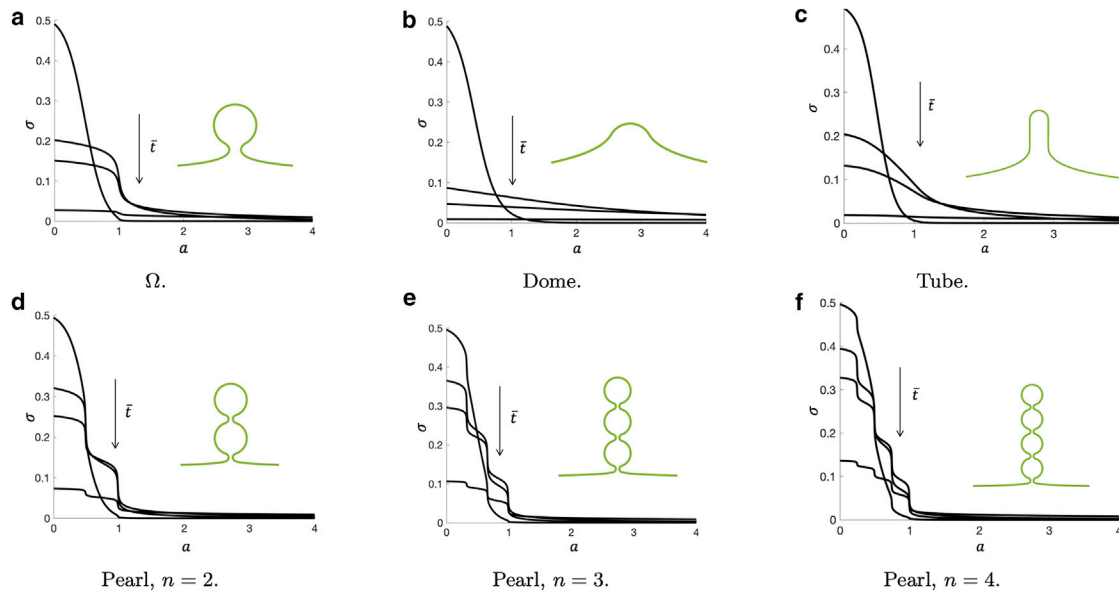 a
0.5
0.4
0.3
0.2
0.1
0
σ
t̄
0 1 2 3 4
a
Ω.
b
0.5
0.4
0.3
0.2
0.1
0
σ
t̄
0 1 2 3 4
a
Dome.
c
0.4
0.3
0.2
0.1
0
σ
t̄
0 1 2 3 4
a
Tube.
d
0.5
0.4
0.3
0.2
0.1
0
σ
t̄
0 1 2 3 4
a
Pearl, n = 2.
e
0.5
0.4
0.3
0.2
0.1
0
σ
t̄
0 1 2 3 4
a
Pearl, n = 3.
f
0.5
0.4
0.3
0.2
0.1
0
σ
t̄
0 1 2 3 4
a
Pearl, n = 4.